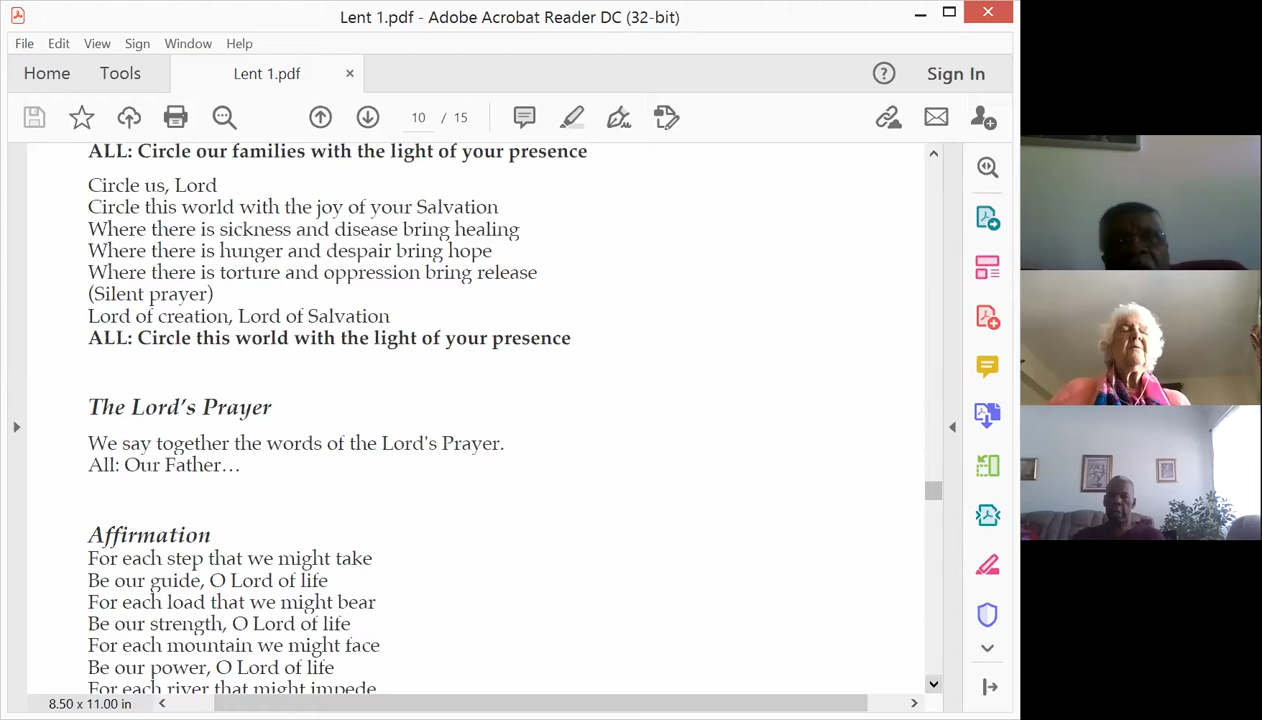 Lent 1.pdf - Adobe Acrobat Reader DC (32-bit)
File Edit View Sign Window Help
Home Tools Lent 1.pdf × ? Sign In
10 / 15
ALL: Circle our families with the light of your presence
Circle us, Lord
Circle this world with the joy of your Salvation
Where there is sickness and disease bring healing
Where there is hunger and despair bring hope
Where there is torture and oppression bring release
(Silent prayer)
Lord of creation, Lord of Salvation
ALL: Circle this world with the light of your presence
The Lord's Prayer
We say together the words of the Lord's Prayer.
All: Our Father…
Affirmation
For each step that we might take
Be our guide, O Lord of life
For each load that we might bear
Be our strength, O Lord of life
For each mountain we might face
Be our power, O Lord of life
For each river that might impede
8.50 x 11.00 in